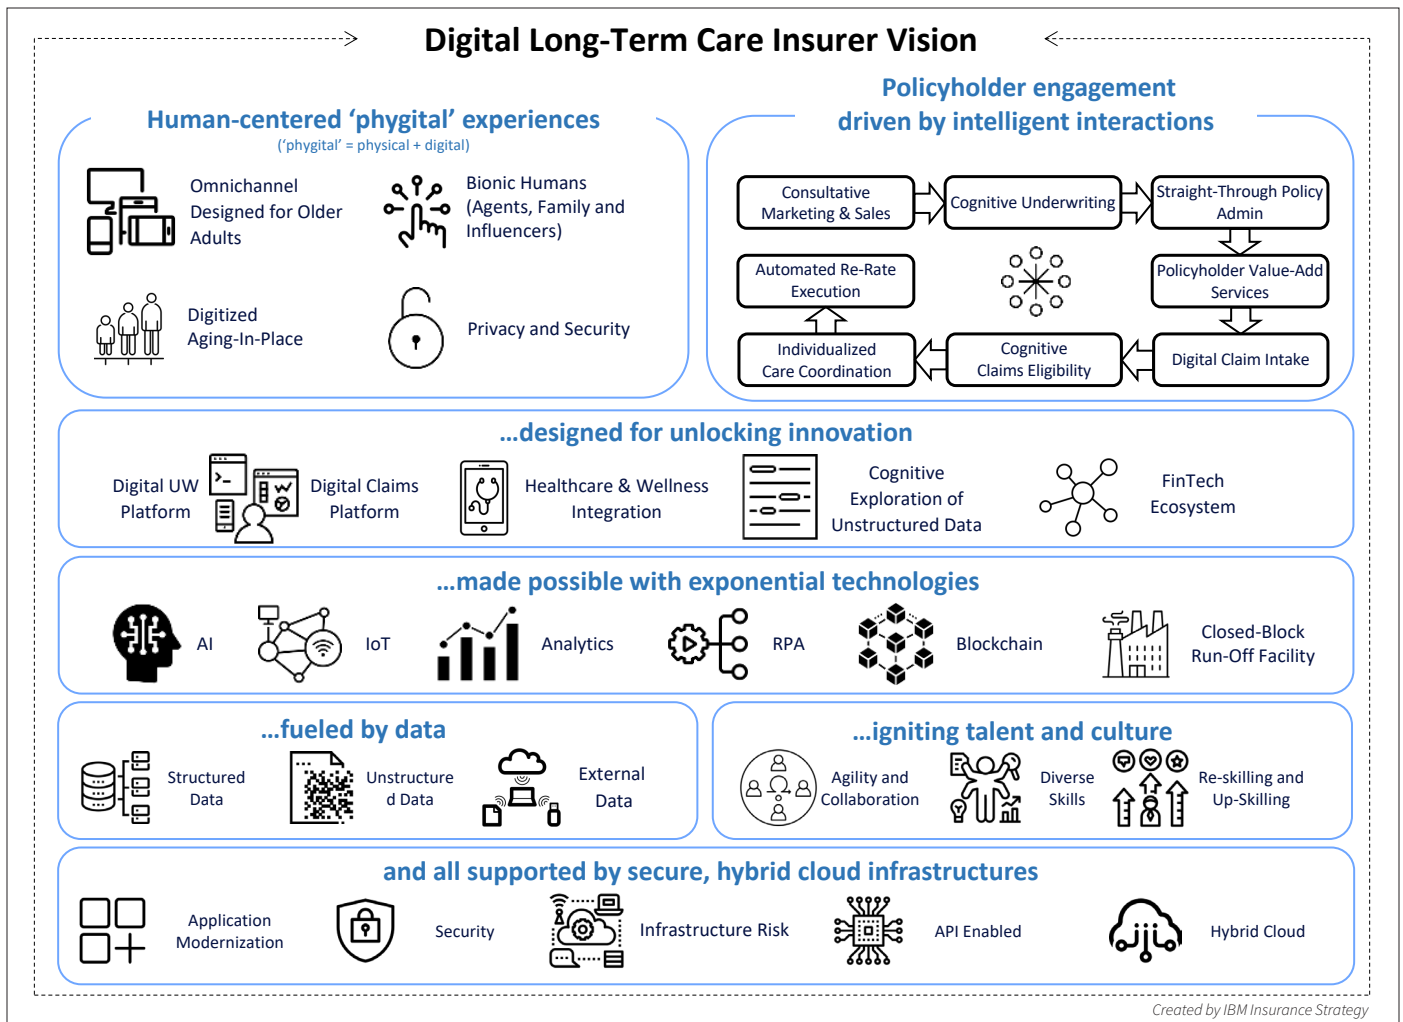 Digital Long-Term Care Insurer Vision
Human-centered ‘phygital’ experiences
(‘phygital’ = physical + digital)
Omnichannel
Designed for Older
Adults
Bionic Humans
(Agents, Family and
Influencers)
Digitized
Aging-In-Place
Privacy and Security
Policyholder engagement
driven by intelligent interactions
Consultative
Marketing & Sales
Cognitive Underwriting
Straight-Through Policy
Admin
Automated Re-Rate
Execution
Policyholder Value-Add
Services
Individualized
Care Coordination
Cognitive
Claims Eligibility
Digital Claim Intake
...designed for unlocking innovation
Digital UW
Platform
Digital Claims
Platform
Healthcare & Wellness
Integration
Cognitive
Exploration of
Unstructured Data
FinTech
Ecosystem
...made possible with exponential technologies
AI
IoT
Analytics
RPA
Blockchain
Closed-Block
Run-Off Facility
...fueled by data
Structured
Data
Unstructure
d Data
External
Data
...igniting talent and culture
Agility and
Collaboration
Diverse
Skills
Re-skilling and
Up-Skilling
and all supported by secure, hybrid cloud infrastructures
Application
Modernization
Security
Infrastructure Risk
API Enabled
Hybrid Cloud
Created by IBM Insurance Strategy